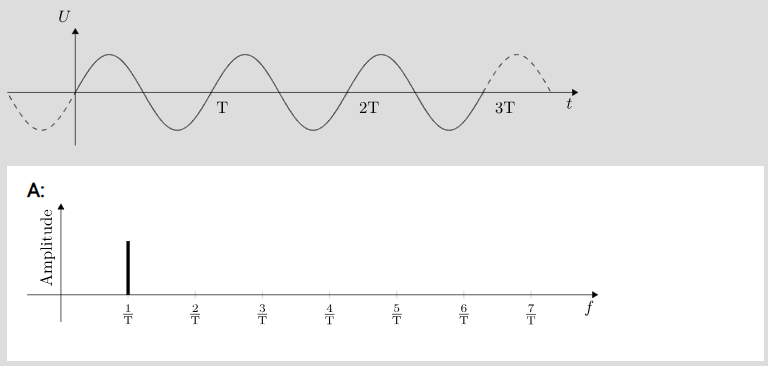 U
T 2T 3T t
A:
Amplitude
1/T 2/T 3/T 4/T 5/T 6/T 7/T f